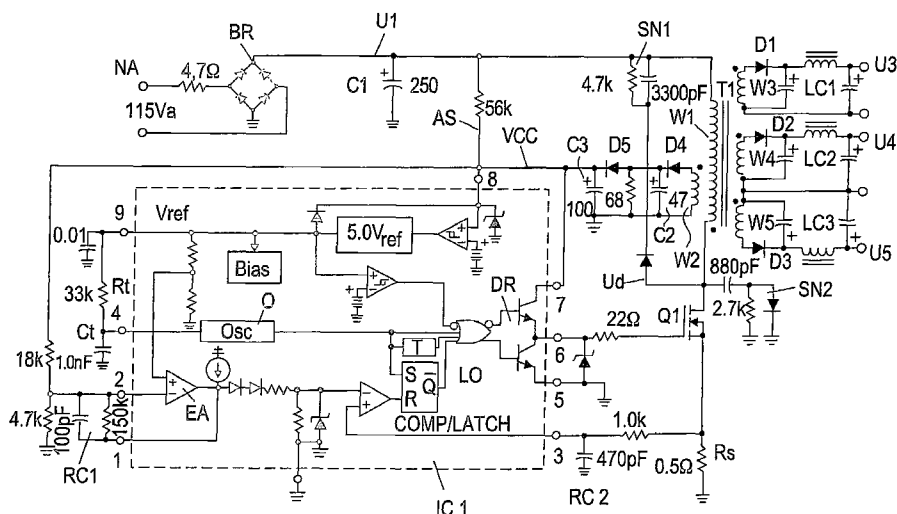 BR
U1
SN1
D1
NA
4,7Ω
C1
250
4.7k
3300pF
T1
W3
LC1
U3
115Va
56k
AS
W1
VCC
C3
D5
D4
D2
W4
LC2
U4
100
68
47
C2
W2
W5
LC3
D3
U5
8
9
Vref
5.0Vref
0.01
Bias
Rt
33k
Ud
880pF
SN2
2.7k
DR
7
4
Ct
Osc
O
Q1
22Ω
6
T
LO
S
Q̅
R
5
18k
1.0nF
2
EA
4.7k
100pF
150k
COMP/LATCH
1.0k
RC1
1
3
470pF
0.5Ω
Rs
IC 1
RC 2